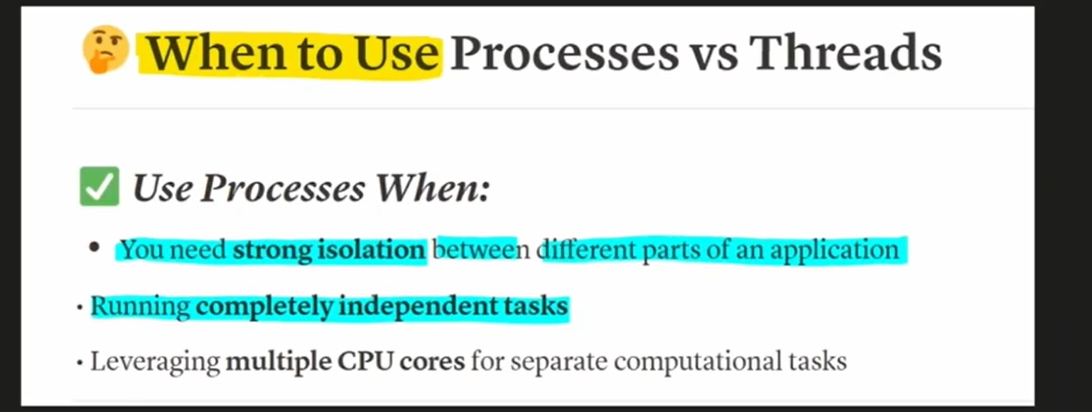 🤔 When to Use Processes vs Threads
✅ Use Processes When:
• You need strong isolation between different parts of an application
• Running completely independent tasks
• Leveraging multiple CPU cores for separate computational tasks